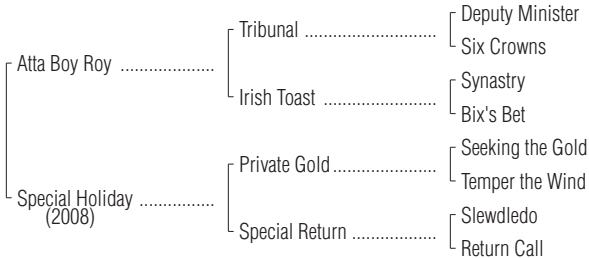 Deputy Minister
Tribunal ........................
Six Crowns
Atta Boy Roy .................
Synastry
Irish Toast .....................
Bix's Bet
Seeking the Gold
Private Gold...................
Temper the Wind
Special Holiday ..............
(2008)
Slewdledo
Special Return ...............
Return Call